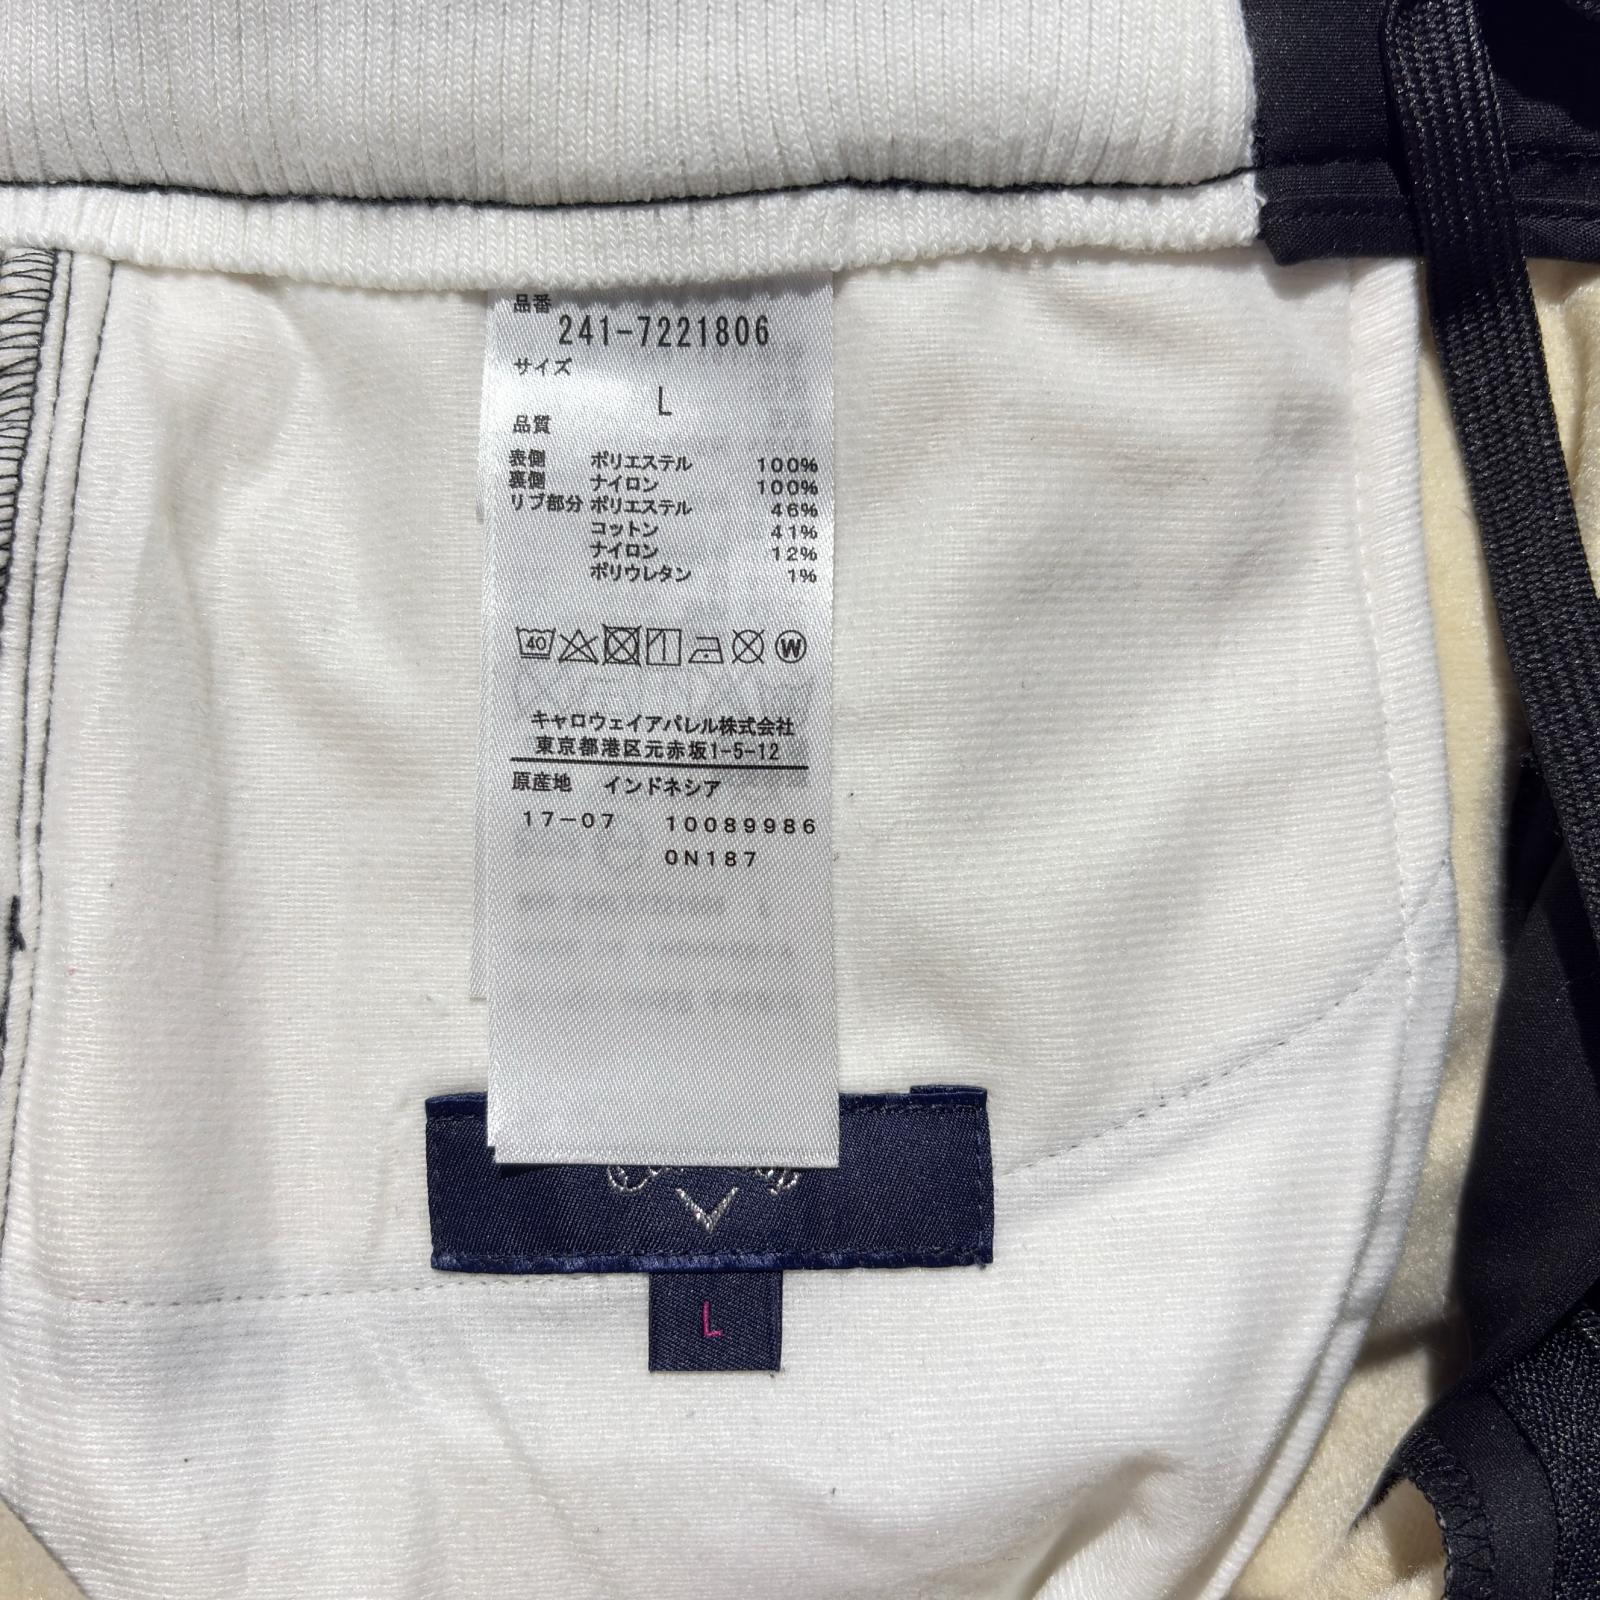 品番
241-7221806
サイズ
L
品質
表側 ポリエステル 100%
裏側 ナイロン 100%
リブ部分 ポリエステル 46%
コットン 41%
ナイロン 12%
ポリウレタン 1%
40 W
キャロウェイアパレル株式会社
東京都港区元赤坂1-5-12
原産地 インドネシア
17-07 10089986
0N187
L